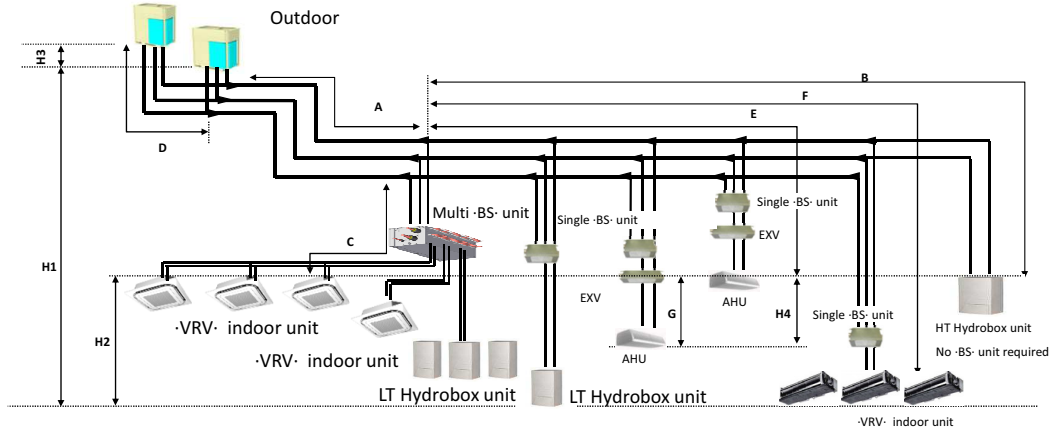 Outdoor
H3
B
F
A
E
D
Single ·BS· unit
Multi ·BS· unit
Single ·BS· unit
EXV
C
H1
EXV
AHU
G
H4
Single ·BS· unit
HT Hydrobox unit
No ·BS· unit required
·VRV· indoor unit
H2
·VRV· indoor unit
AHU
LT Hydrobox unit
LT Hydrobox unit
·VRV· indoor unit